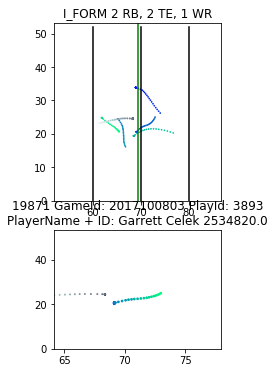 I_FORM 2 RB, 2 TE, 1 WR
50
40
30
20
10
0
60 70 80
19871 GameId: 2017100803 PlayId: 3893
PlayerName + ID: Garrett Celek 2534820.0
40
20
0
65 70 75